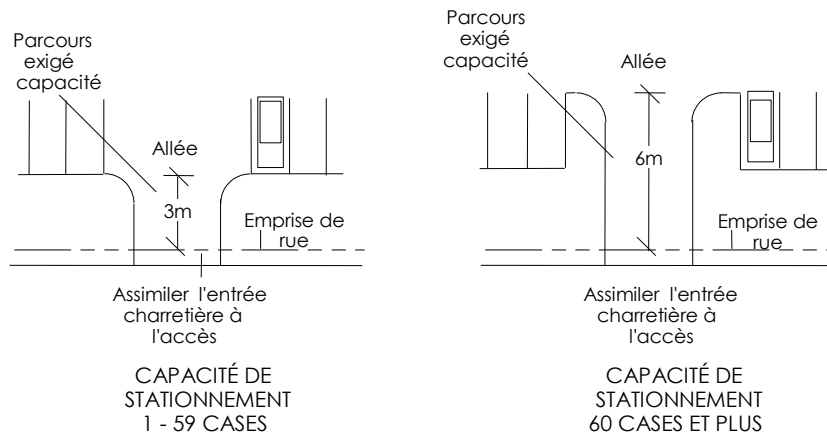 Parcours
exigé
capacité
Allée
3m
Emprise de
rue
Assimiler l'entrée
charretière à
l'accès
CAPACITÉ DE
STATIONNEMENT
1 - 59 CASES
Parcours
exigé
capacité
Allée
6m
Emprise de
rue
Assimiler l'entrée
charretière à
l'accès
CAPACITÉ DE
STATIONNEMENT
60 CASES ET PLUS